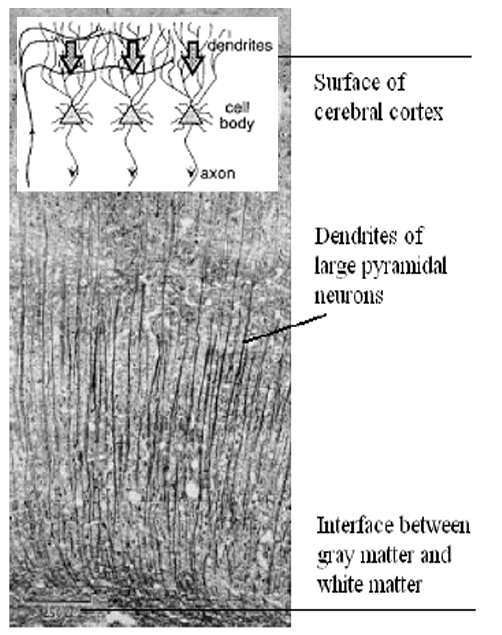 dendrites
cell
body
axon
Surface of
cerebral cortex
Dendrites of
large pyramidal
neurons
Interface between
gray matter and
white matter